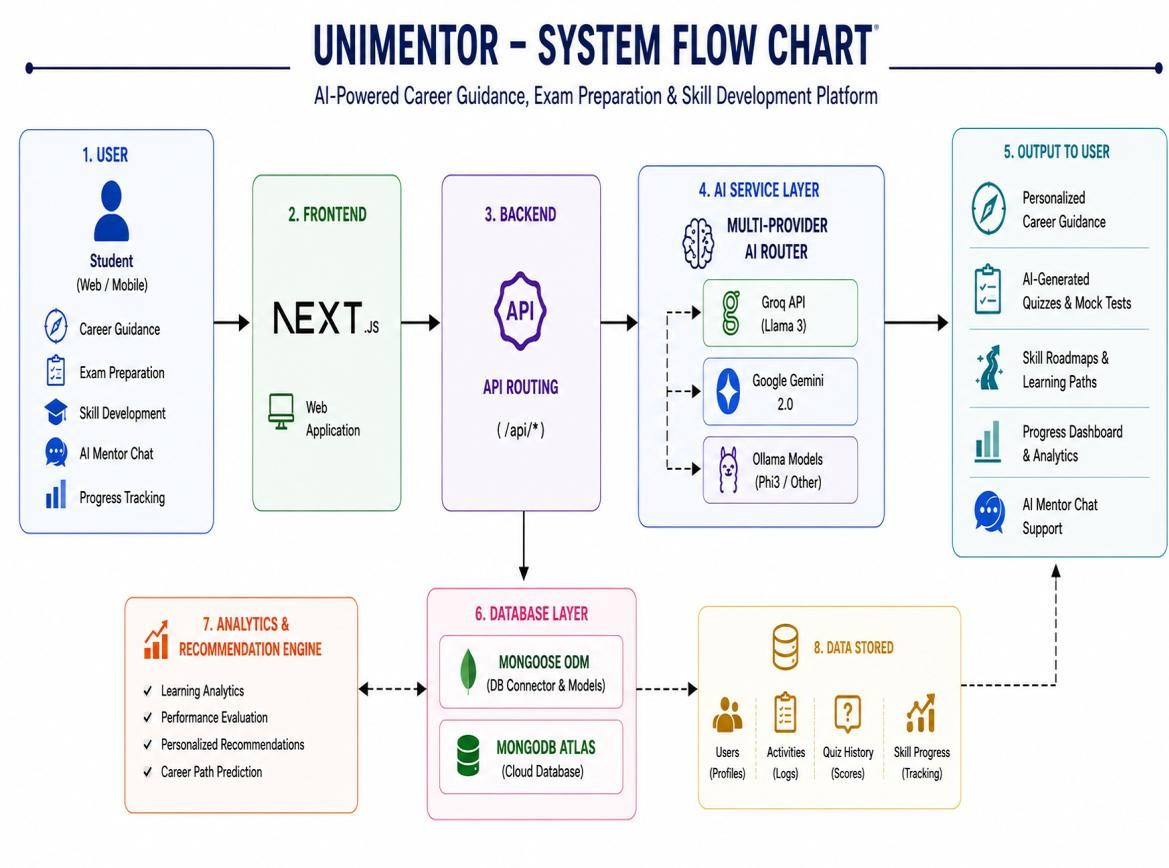 UNIMENTOR – SYSTEM FLOW CHART
AI-Powered Career Guidance, Exam Preparation & Skill Development Platform
1. USER
Student
(Web / Mobile)
Career Guidance
Exam Preparation
Skill Development
AI Mentor Chat
Progress Tracking
2. FRONTEND
NEXT.JS
Web
Application
3. BACKEND
API
API ROUTING
( /api/* )
4. AI SERVICE LAYER
MULTI-PROVIDER
AI ROUTER
g
Groq API
(Llama 3)
Google Gemini
2.0
Ollama Models
(Phi3 / Other)
5. OUTPUT TO USER
Personalized
Career Guidance
AI-Generated
Quizzes & Mock Tests
Skill Roadmaps &
Learning Paths
Progress Dashboard
& Analytics
AI Mentor Chat
Support
7. ANALYTICS &
RECOMMENDATION ENGINE
✓ Learning Analytics
✓ Performance Evaluation
✓ Personalized Recommendations
✓ Career Path Prediction
6. DATABASE LAYER
MONGOOSE ODM
(DB Connector & Models)
MONGODB ATLAS
(Cloud Database)
8. DATA STORED
?
Users
(Profiles)
Activities
(Logs)
Quiz History
(Scores)
Skill Progress
(Tracking)